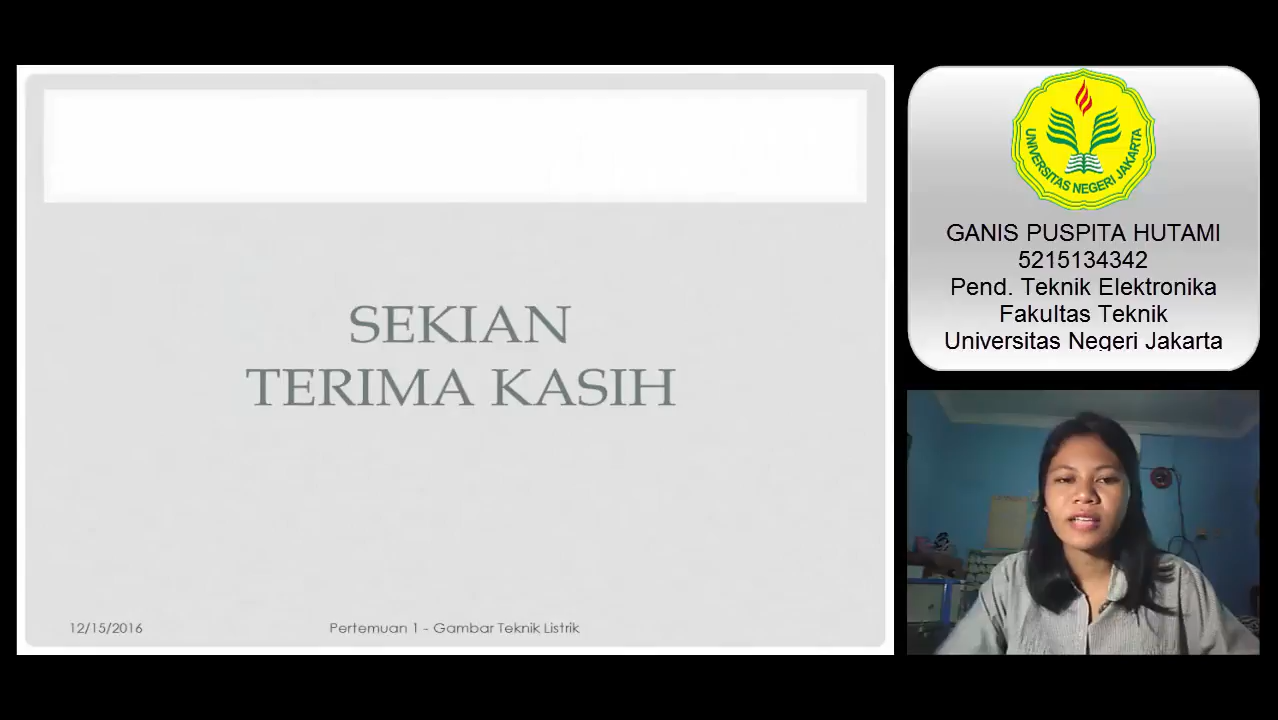 SEKIAN
TERIMA KASIH
12/15/2016
Pertemuan 1 - Gambar Teknik Listrik
UNIVERSITAS NEGERI JAKARTA
GANIS PUSPITA HUTAMI
5215134342
Pend. Teknik Elektronika
Fakultas Teknik
Universitas Negeri Jakarta